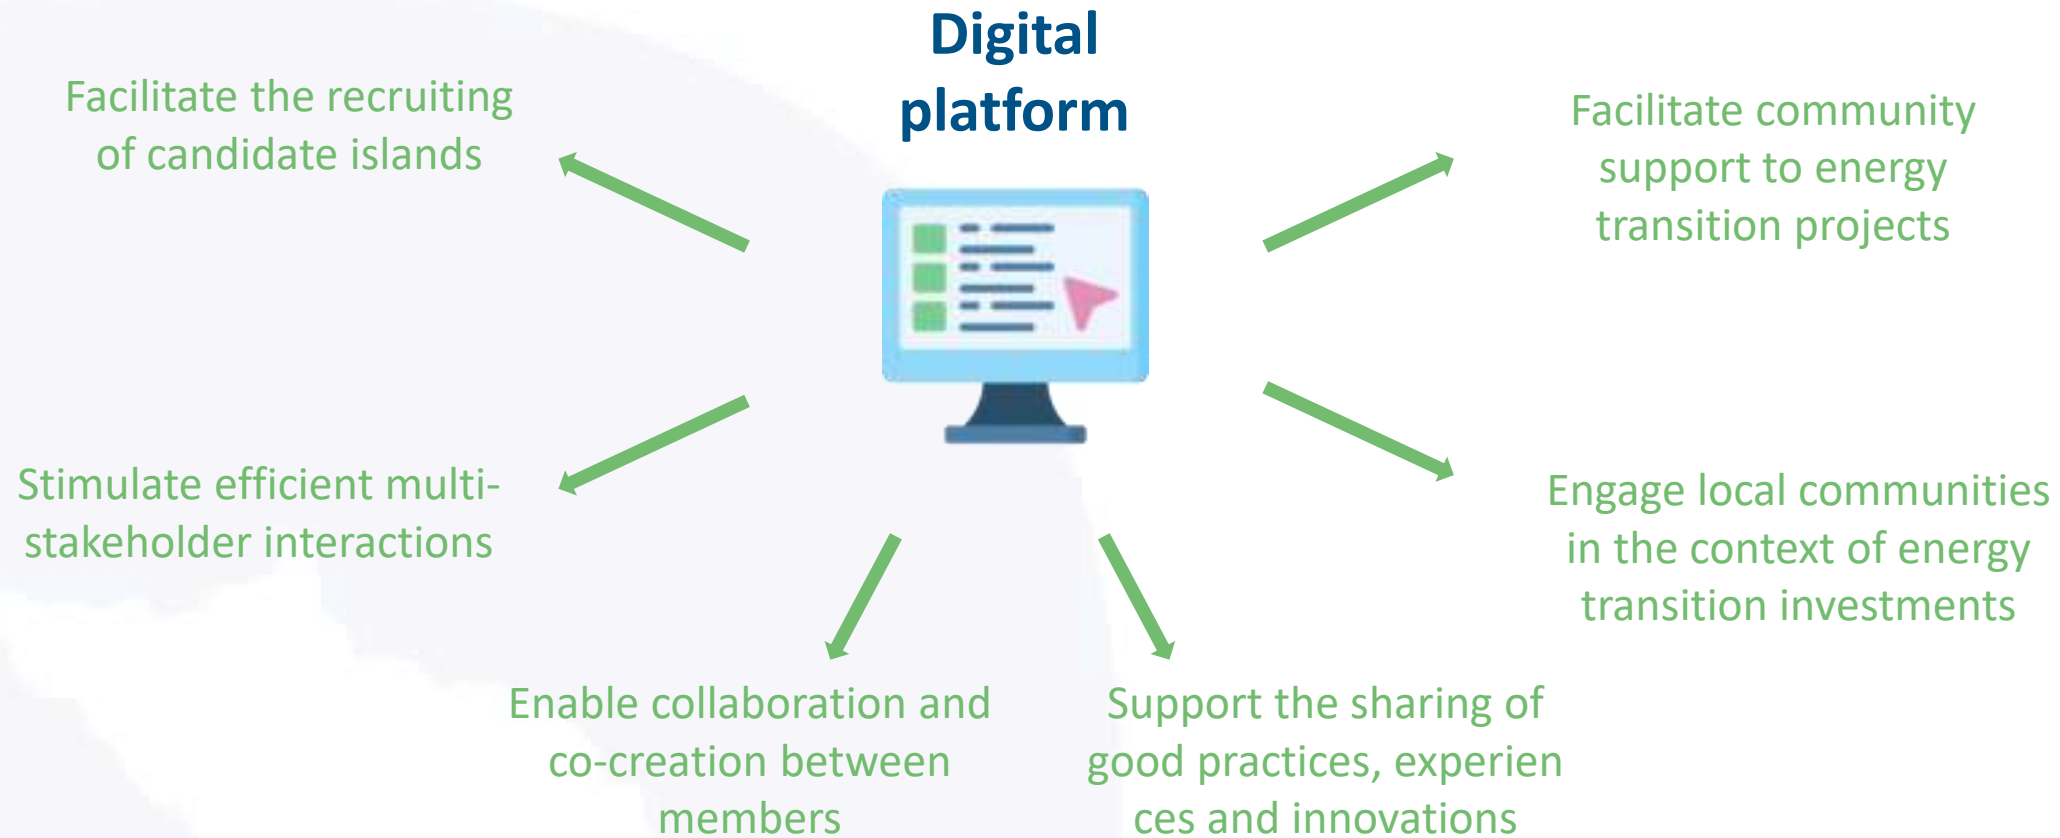 Digital
platform
Facilitate the recruiting
of candidate islands
Facilitate community
support to energy
transition projects
Stimulate efficient multi-
stakeholder interactions
Engage local communities
in the context of energy
transition investments
Enable collaboration and
co-creation between
members
Support the sharing of
good practices, experien
ces and innovations